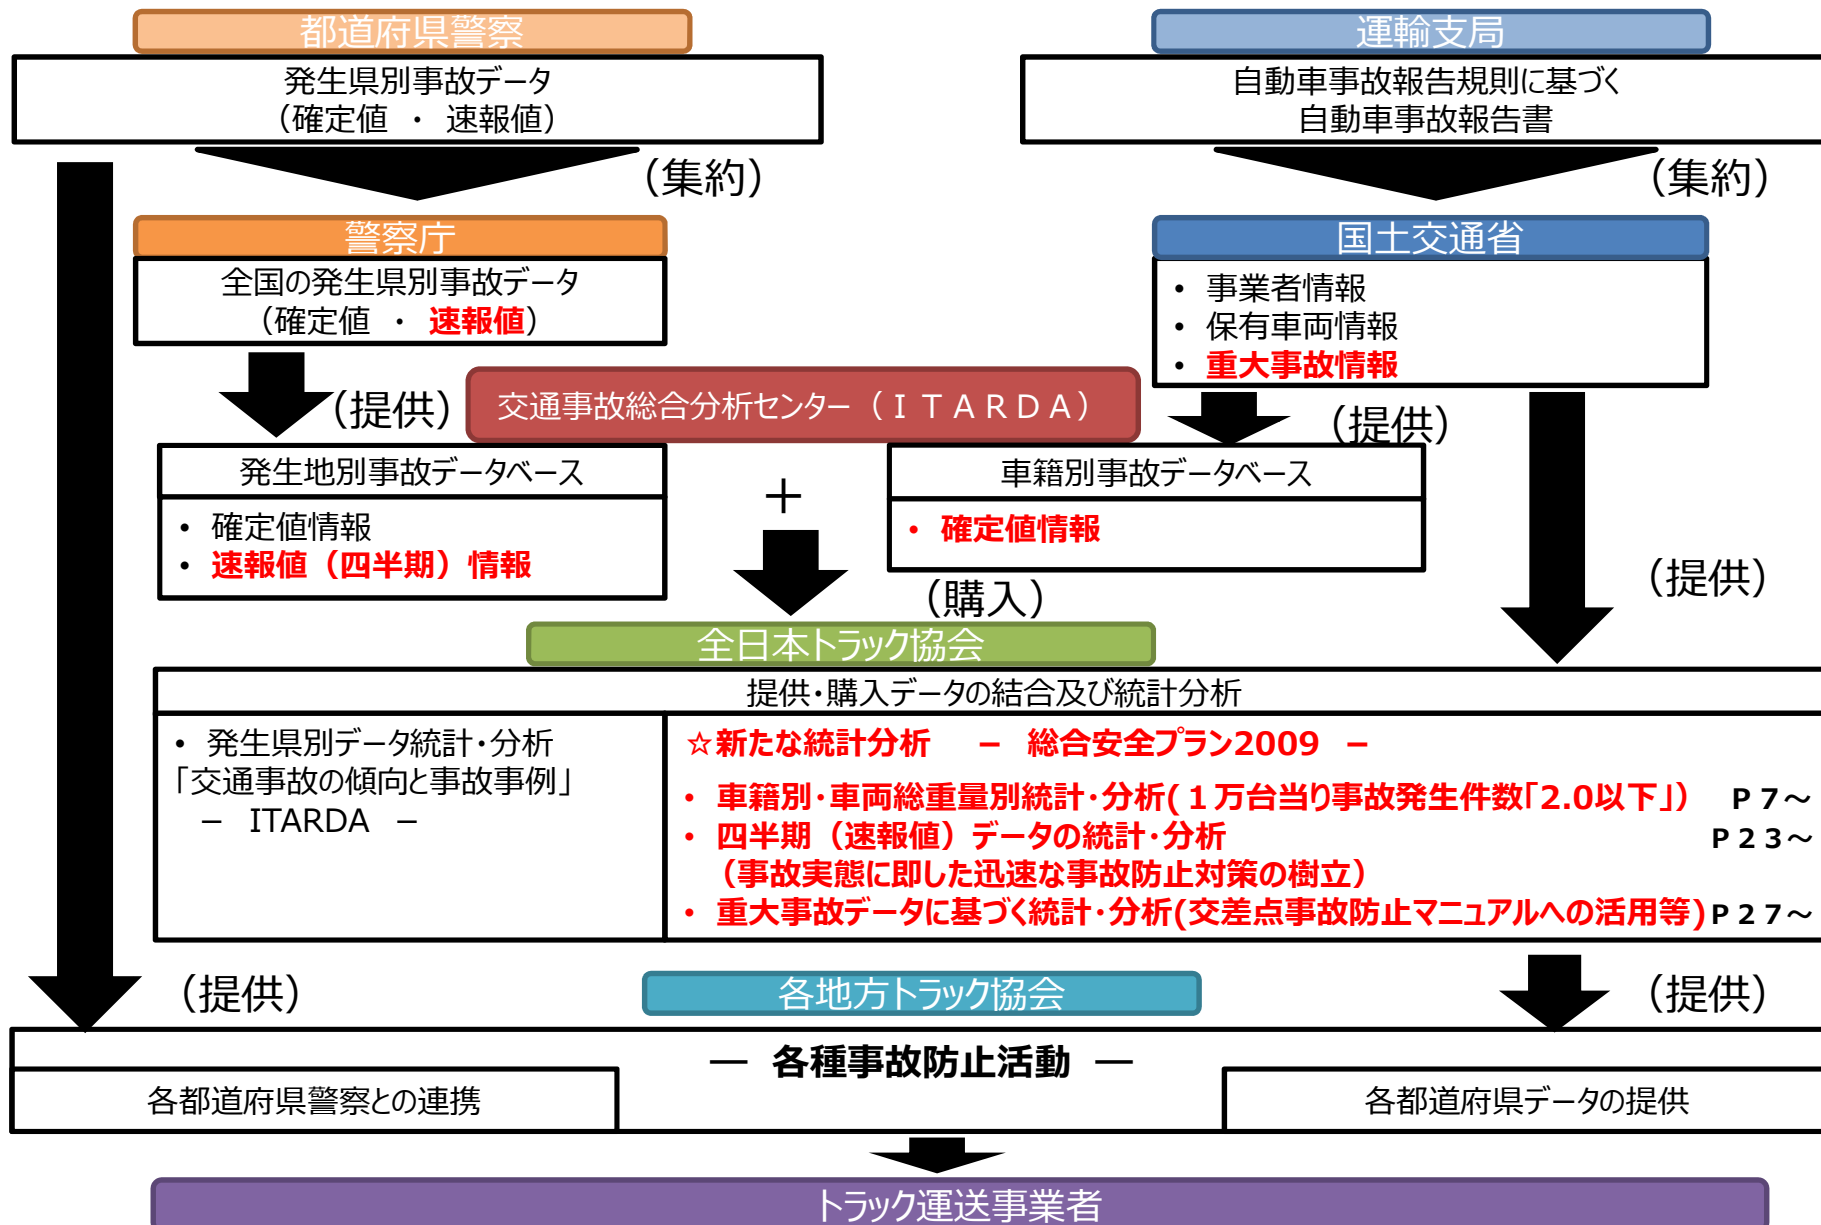 都道府県警察
運輸支局
発生県別事故データ
（確定値 ・ 速報値）
自動車事故報告規則に基づく
自動車事故報告書
（集約）
（集約）
警察庁
国土交通省
全国の発生県別事故データ
（確定値 ・ 速報値）
• 事業者情報
• 保有車両情報
• 重大事故情報
（提供）
交通事故総合分析センター（ＩＴＡＲＤＡ）
（提供）
発生地別事故データベース
• 確定値情報
• 速報値（四半期）情報
＋
車籍別事故データベース
• 確定値情報
（購入）
（提供）
全日本トラック協会
提供・購入データの結合及び統計分析
• 発生県別データ統計・分析
「交通事故の傾向と事故事例」
－ ITARDA －
☆新たな統計分析 － 総合安全プラン2009 －
• 車籍別・車両総重量別統計・分析(１万台当り事故発生件数「2.0以下」） Ｐ７～
• 四半期（速報値）データの統計・分析 Ｐ２３～
（事故実態に即した迅速な事故防止対策の樹立）
• 重大事故データに基づく統計・分析(交差点事故防止マニュアルへの活用等) Ｐ２７～
（提供）
各地方トラック協会
（提供）
― 各種事故防止活動 ―
各都道府県警察との連携
各都道府県データの提供
トラック運送事業者